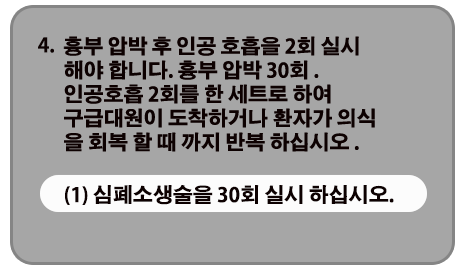 4. 흉부 압박 후 인공 호흡을 2회 실시
해야 합니다. 흉부 압박 30회 .
인공호흡 2회를 한 세트로 하여
구급대원이 도착하거나 환자가 의식
을 회복 할 때 까지 반복 하십시오 .
(1) 심폐소생술을 30회 실시 하십시오.